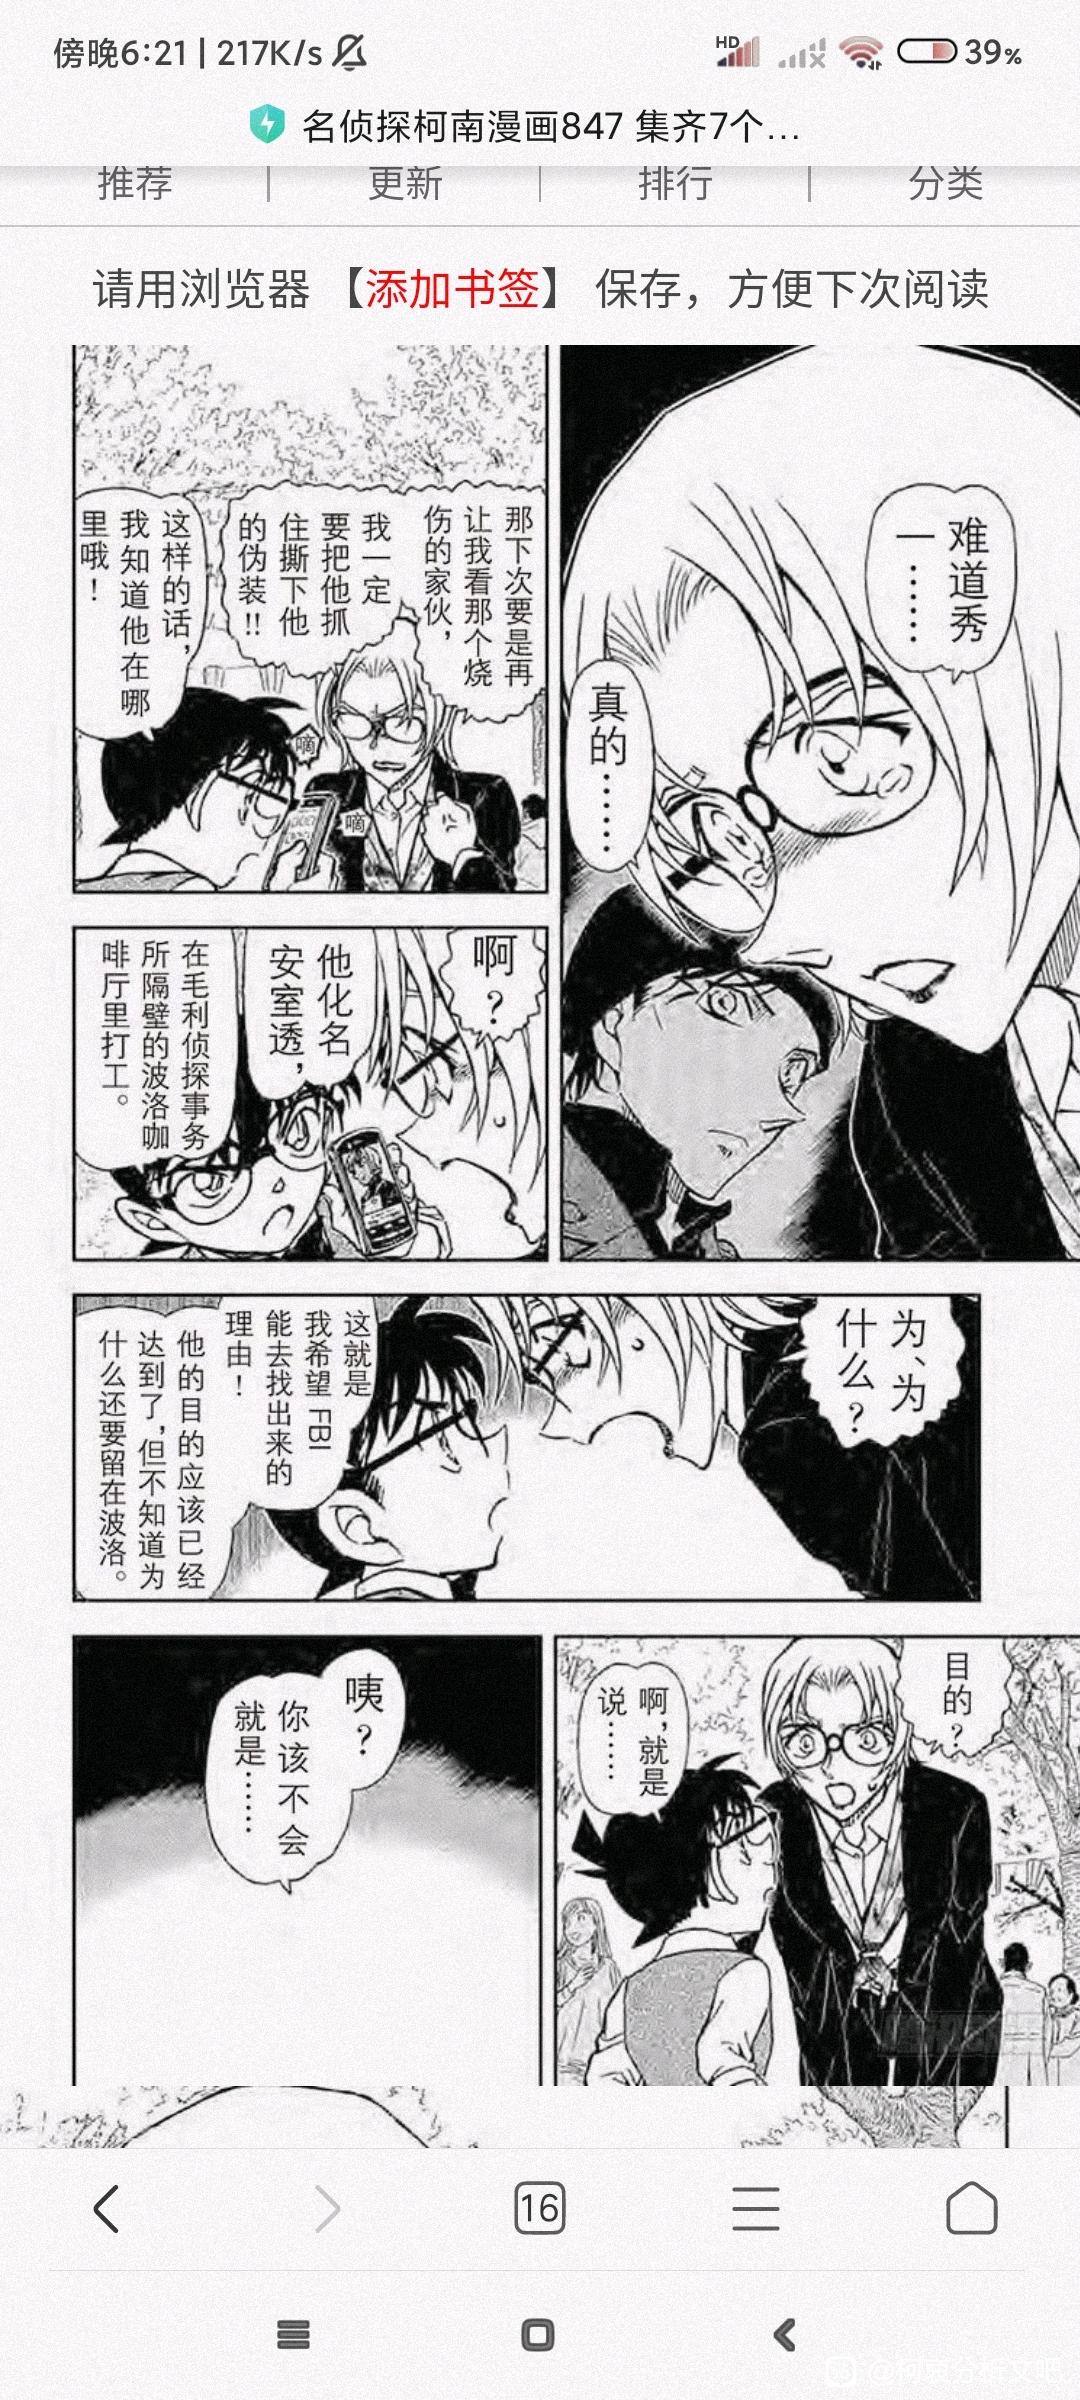 傍晚6:21 | 217K/s
HD
39%
名侦探柯南漫画847 集齐7个…
推荐
更新
排行
分类
请用浏览器 【添加书签】 保存，方便下次阅读
难道秀
一……
真的……
那下次要是再
让我看那个烧
伤的家伙，
我一定
要把他抓
住撕下他
的伪装!!
嘀
嘀
这样的话，
我知道他在哪
里哦！
啊？
他化名
安室透，
在毛利侦探事务
所隔壁的波洛咖
啡厅里打工。
为、为
什么？
这就是
我希望 FBI
能去找出来的
理由！
他的目的应该已经
达到了，但不知道为
什么还要留在波洛。
目的？
啊，就是
说……
咦？
你该不会
就是……
16